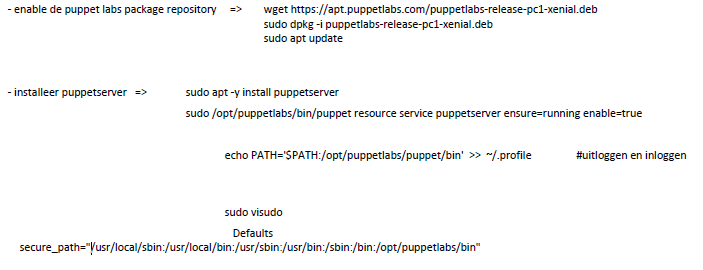 - enable de puppet labs package repository => wget https://apt.puppetlabs.com/puppetlabs-release-pc1-xenial.deb
sudo dpkg -i puppetlabs-release-pc1-xenial.deb
sudo apt update
- installeer puppetserver => sudo apt -y install puppetserver
sudo /opt/puppetlabs/bin/puppet resource service puppetserver ensure=running enable=true
echo PATH='$PATH:/opt/puppetlabs/puppet/bin' >> ~/.profile #uitloggen en inloggen
sudo visudo
Defaults
secure_path="/usr/local/sbin:/usr/local/bin:/usr/sbin:/usr/bin:/sbin:/bin:/opt/puppetlabs/bin"